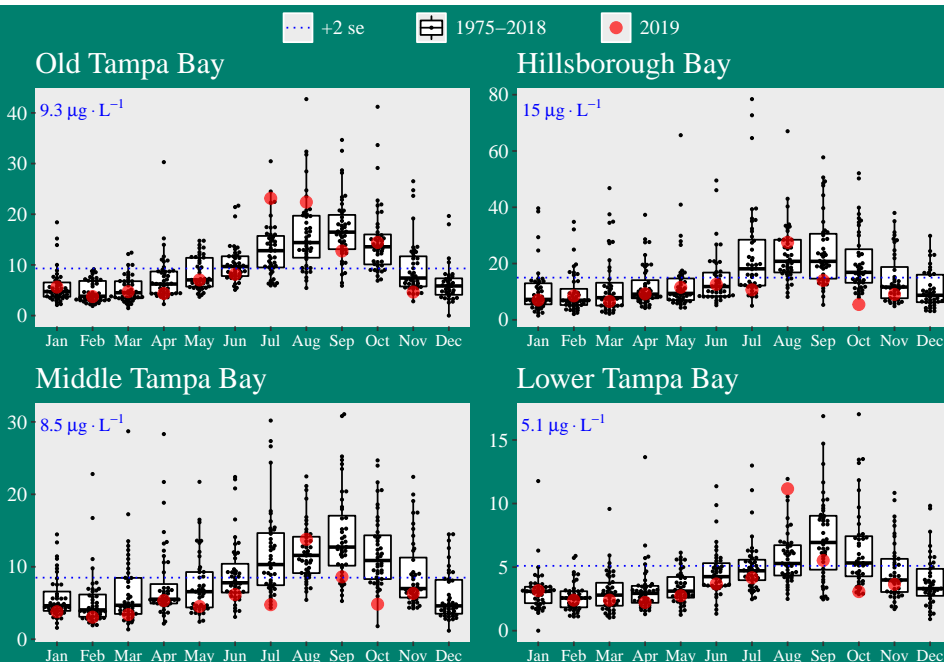 +2 se 1975−2018 2019
Old Tampa Bay
9.3 μg · L⁻¹
40
30
20
10
0
Jan Feb Mar Apr May Jun Jul Aug Sep Oct Nov Dec
Hillsborough Bay
15 μg · L⁻¹
80
60
40
20
0
Jan Feb Mar Apr May Jun Jul Aug Sep Oct Nov Dec
Middle Tampa Bay
8.5 μg · L⁻¹
30
20
10
0
Jan Feb Mar Apr May Jun Jul Aug Sep Oct Nov Dec
Lower Tampa Bay
5.1 μg · L⁻¹
15
10
5
0
Jan Feb Mar Apr May Jun Jul Aug Sep Oct Nov Dec